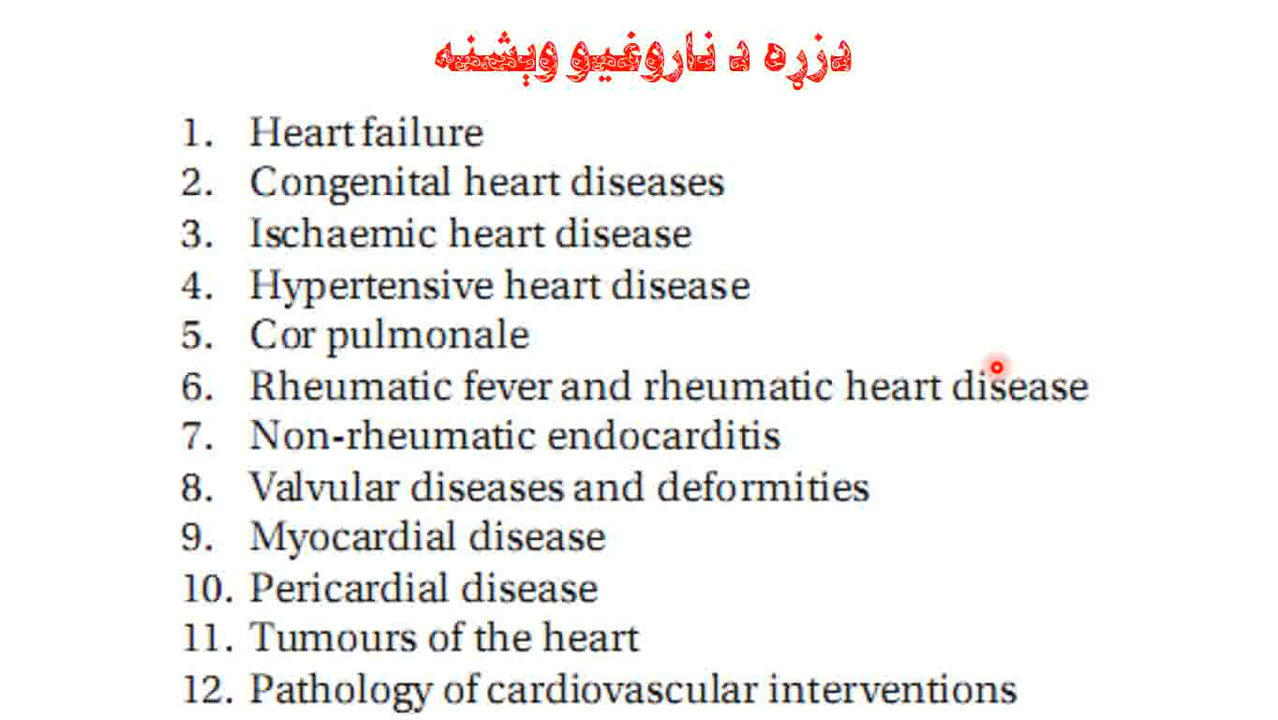 دزړه د ناروغيو وېشنه
1. Heart failure
2. Congenital heart diseases
3. Ischaemic heart disease
4. Hypertensive heart disease
5. Cor pulmonale
6. Rheumatic fever and rheumatic heart disease
7. Non-rheumatic endocarditis
8. Valvular diseases and deformities
9. Myocardial disease
10. Pericardial disease
11. Tumours of the heart
12. Pathology of cardiovascular interventions